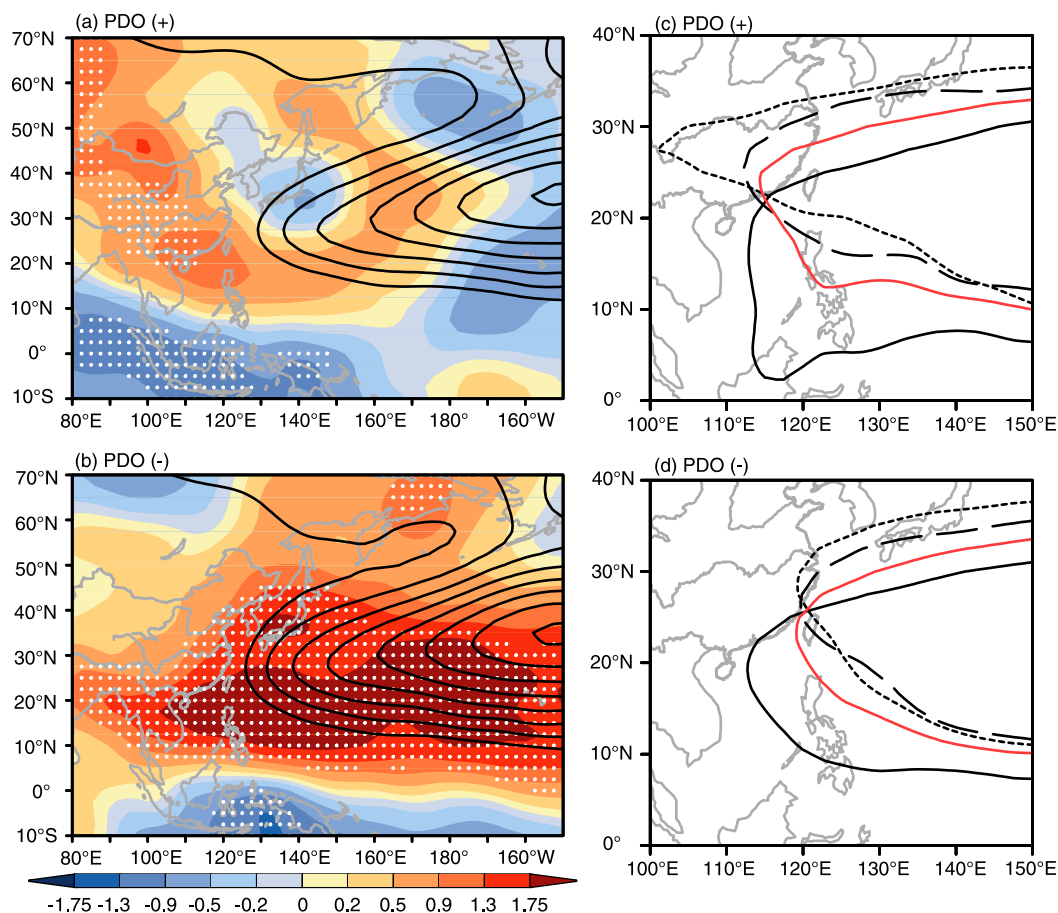 (a) PDO (+)
70°N
60°N
50°N
40°N
30°N
20°N
10°N
0°
10°S
80°E 100°E 120°E 140°E 160°E 180° 160°W
(c) PDO (+)
40°N
30°N
20°N
10°N
0°
100°E 110°E 120°E 130°E 140°E 150°E
(b) PDO (-)
70°N
60°N
50°N
40°N
30°N
20°N
10°N
0°
10°S
80°E 100°E 120°E 140°E 160°E 180° 160°W
-1.75 -1.3 -0.9 -0.5 -0.2 0 0.2 0.5 0.9 1.3 1.75
(d) PDO (-)
40°N
30°N
20°N
10°N
0°
100°E 110°E 120°E 130°E 140°E 150°E